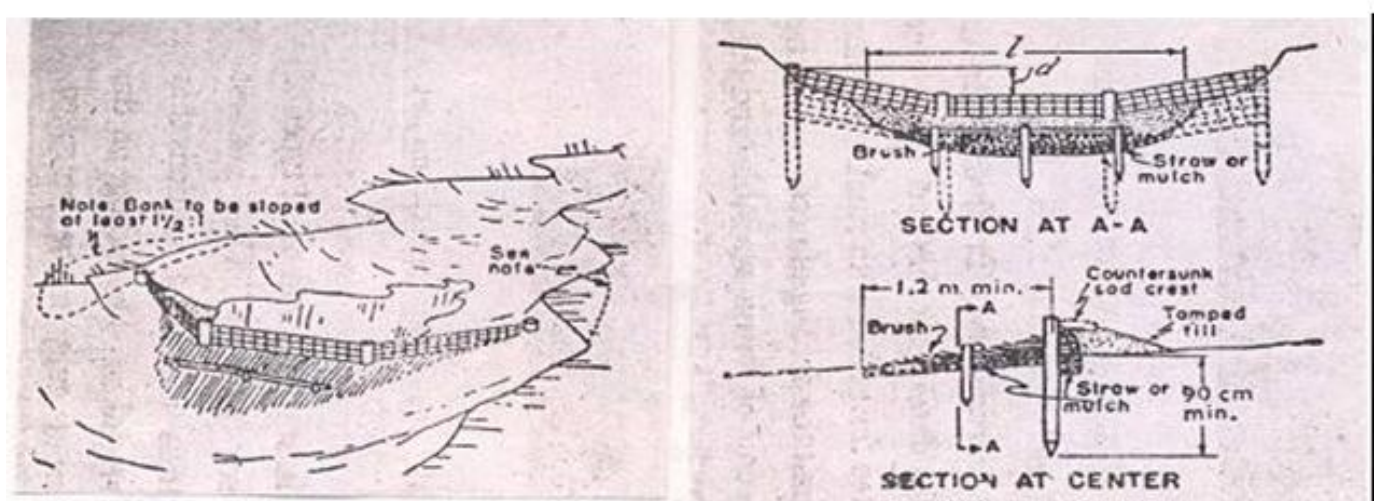 Note: Bank to be sloped
at least 1½:1
See
note
l
d
Brush
Straw or
mulch
SECTION AT A-A
1.2 m. min.
Countersunk
sod crest
A
Tamped
fill
Brush
Straw or
mulch
90 cm
min.
A
SECTION AT CENTER